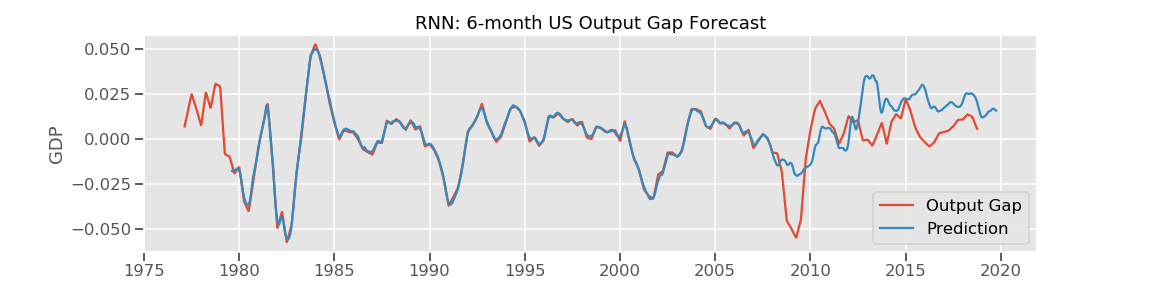 RNN: 6-month US Output Gap Forecast
GDP
0.050
0.025
0.000
−0.025
−0.050
1975 1980 1985 1990 1995 2000 2005 2010 2015 2020
Output Gap
Prediction